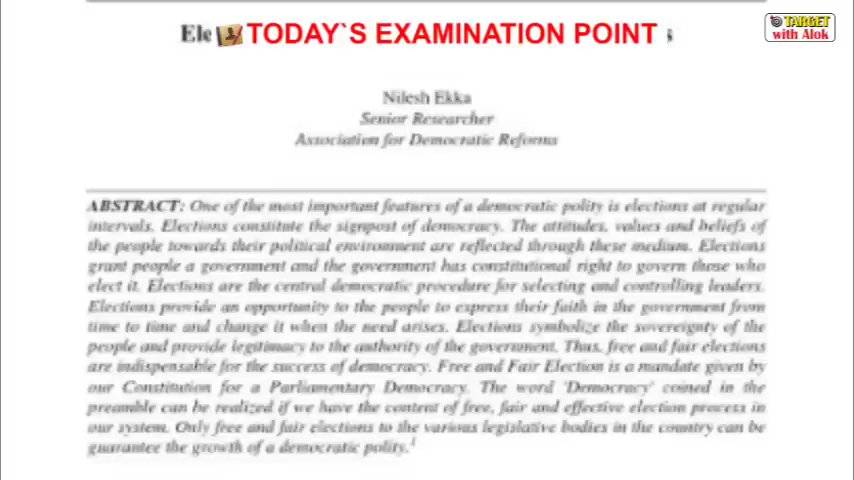 TARGET
with Alok
Ele TODAY`S EXAMINATION POINT s
Nilesh Ekka
Senior Researcher
Association for Democratic Reforms
ABSTRACT: One of the most important features of a democratic polity is elections at regular
intervals. Elections constitute the signpost of democracy. The attitudes, values and beliefs of
the people towards their political environment are reflected through these medium. Elections
grant people a government and the government has constitutional right to govern those who
elect it. Elections are the central democratic procedure for selecting and controlling leaders.
Elections provide an opportunity to the people to express their faith in the government from
time to time and change it when the need arises. Elections symbolize the sovereignty of the
people and provide legitimacy to the authority of the government. Thus, free and fair elections
are indispensable for the success of democracy. Free and Fair Election is a mandate given by
our Constitution for a Parliamentary Democracy. The word 'Democracy' coined in the
preamble can be realized if we have the content of free, fair and effective election process in
our system. Only free and fair elections to the various legislative bodies in the country can be
guarantee the growth of a democratic polity.1